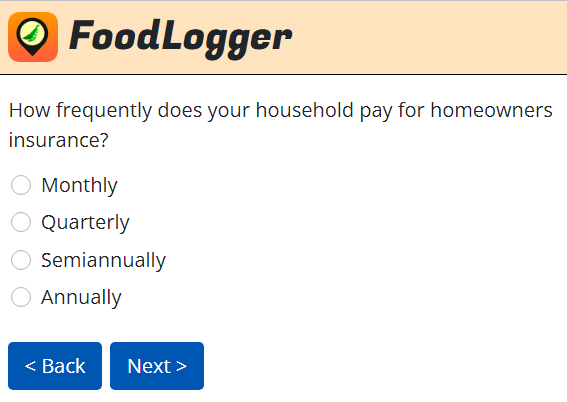 FoodLogger
How frequently does your household pay for homeowners
insurance?
Monthly
Quarterly
Semiannually
Annually
< Back
Next >